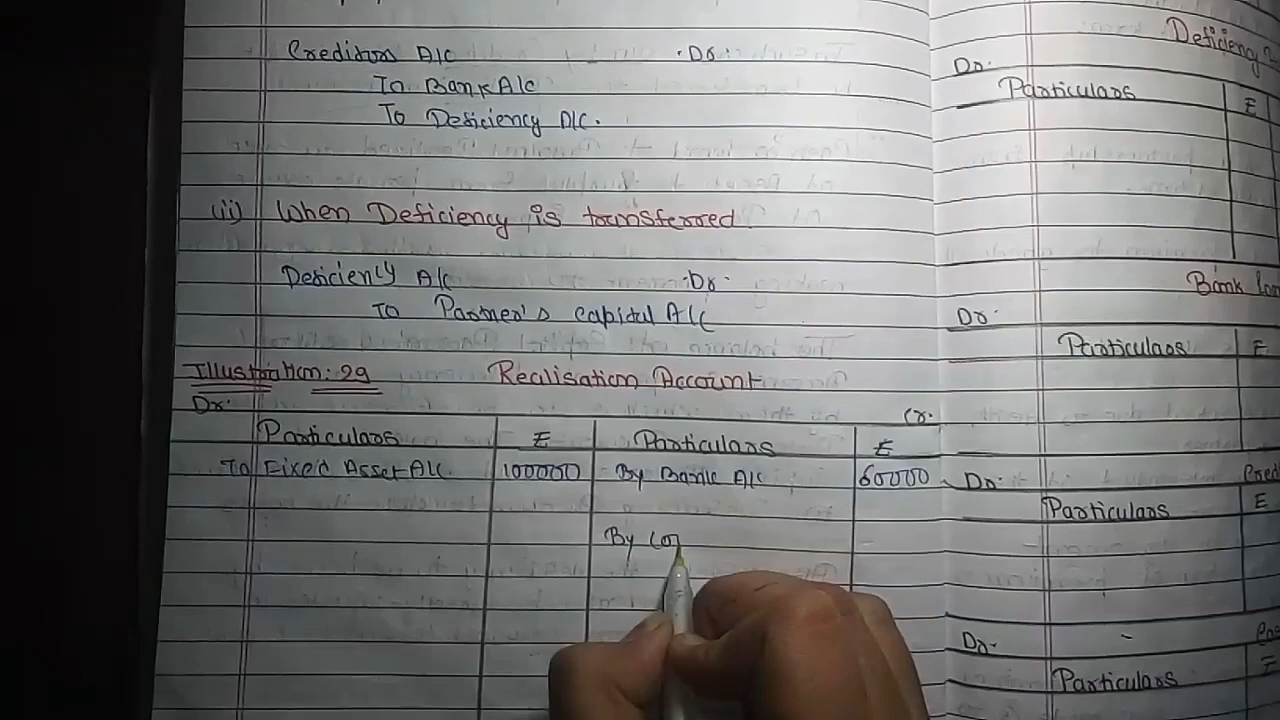 Creditors A/c Dr.
To Bank A/c
To Deficiency A/c.
(ii) When Deficiency is transferred
Deficiency A/c Dr.
To Partner's capital A/c
Illustration: 29 Realisation Account
Dr. Cr.
Particulars ₹ Particulars ₹
To Fixed Asset A/c. 100000 By Bank A/c 60000
By
Deficiency
Dr.
Particulars ₹
Bank
Dr.
Particulars ₹
Dr.
Particulars ₹
Dr.
Particulars ₹